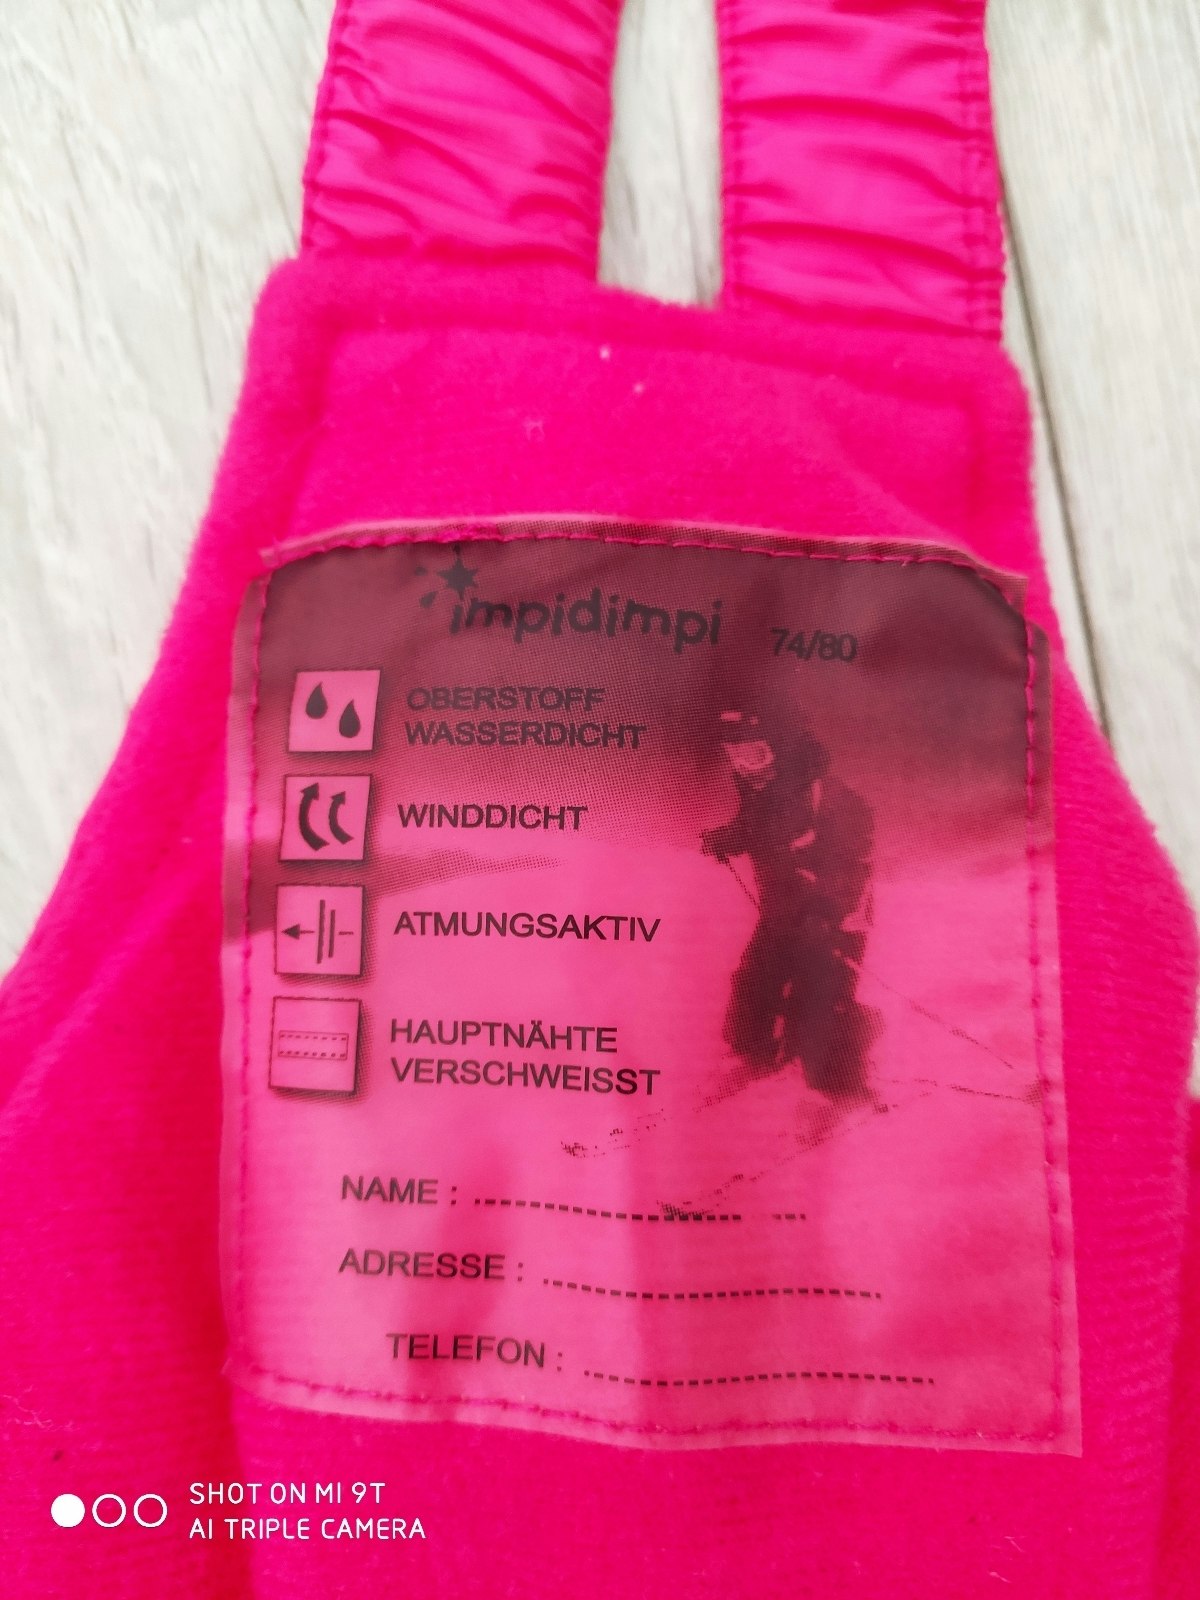 impidimpi 74/80
OBERSTOFF
WASSERDICHT
WINDDICHT
ATMUNGSAKTIV
HAUPTNÄHTE
VERSCHWEISST
NAME :
ADRESSE :
TELEFON :
SHOT ON MI 9T
AI TRIPLE CAMERA